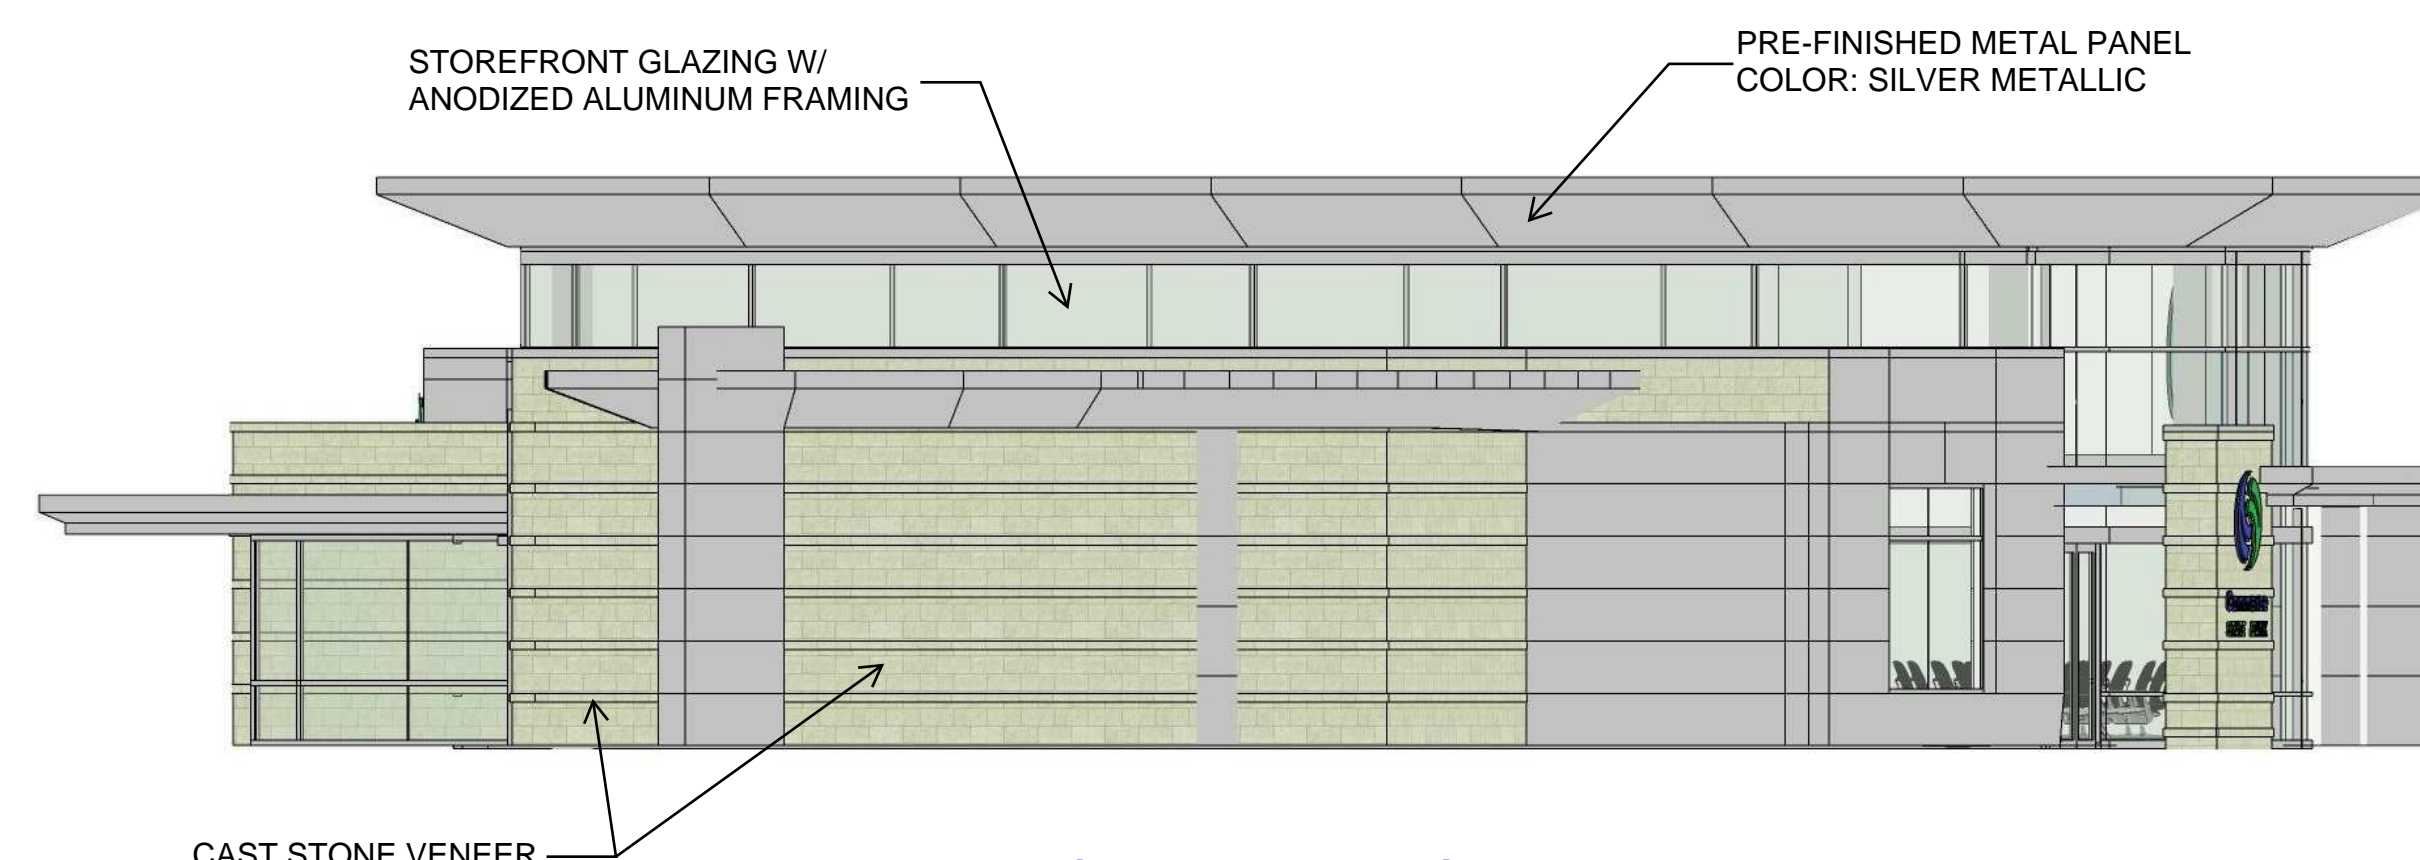 STOREFRONT GLAZING W/
ANODIZED ALUMINUM FRAMING
PRE-FINISHED METAL PANEL
COLOR: SILVER METALLIC
CAST STONE VENEER